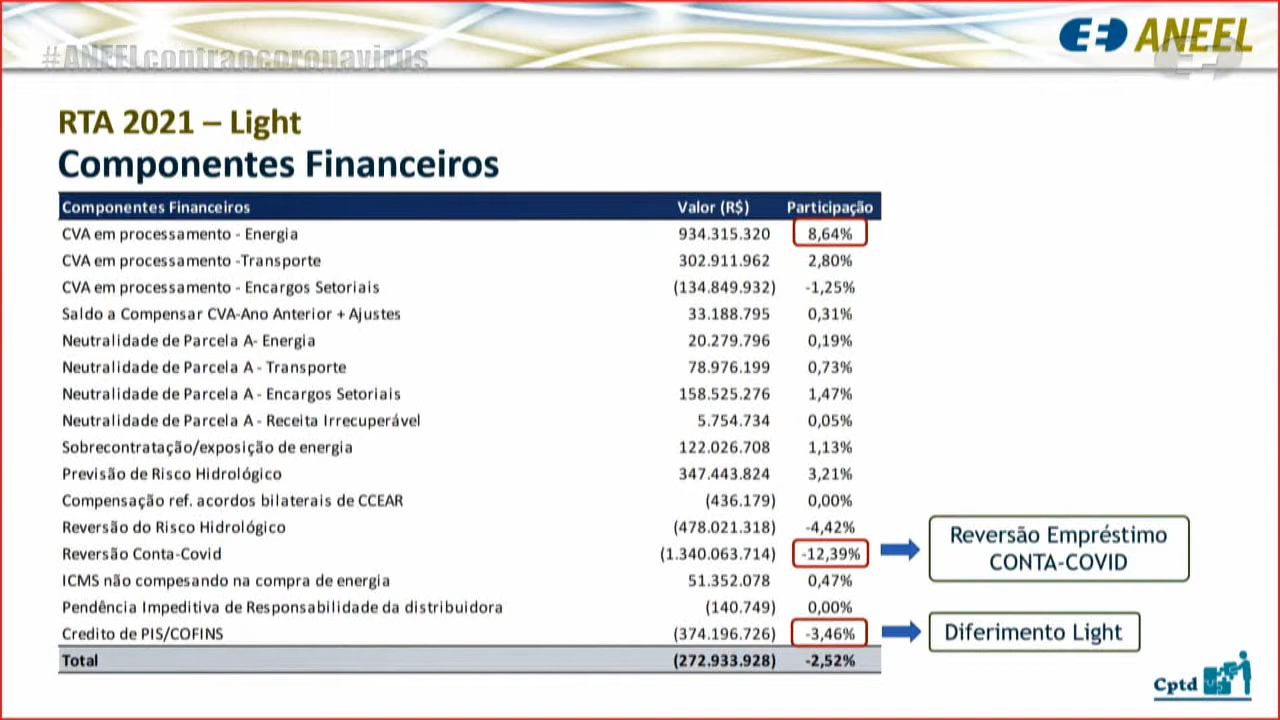 #ANEELcontraocoronavirus
ANEEL
RTA 2021 – Light
Componentes Financeiros
Componentes Financeiros Valor (R$) Participação
CVA em processamento - Energia 934.315.320 8,64%
CVA em processamento -Transporte 302.911.962 2,80%
CVA em processamento - Encargos Setoriais (134.849.932) -1,25%
Saldo a Compensar CVA-Ano Anterior + Ajustes 33.188.795 0,31%
Neutralidade de Parcela A- Energia 20.279.796 0,19%
Neutralidade de Parcela A - Transporte 78.976.199 0,73%
Neutralidade de Parcela A - Encargos Setoriais 158.525.276 1,47%
Neutralidade de Parcela A - Receita Irrecuperável 5.754.734 0,05%
Sobrecontratação/exposição de energia 122.026.708 1,13%
Previsão de Risco Hidrológico 347.443.824 3,21%
Compensação ref. acordos bilaterais de CCEAR (436.179) 0,00%
Reversão do Risco Hidrológico (478.021.318) -4,42%
Reversão Conta-Covid (1.340.063.714) -12,39%
ICMS não compesando na compra de energia 51.352.078 0,47%
Pendência Impeditiva de Responsabilidade da distribuidora (140.749) 0,00%
Credito de PIS/COFINS (374.196.726) -3,46%
Total (272.933.928) -2,52%
Reversão Empréstimo
CONTA-COVID
Diferimento Light
Cptd